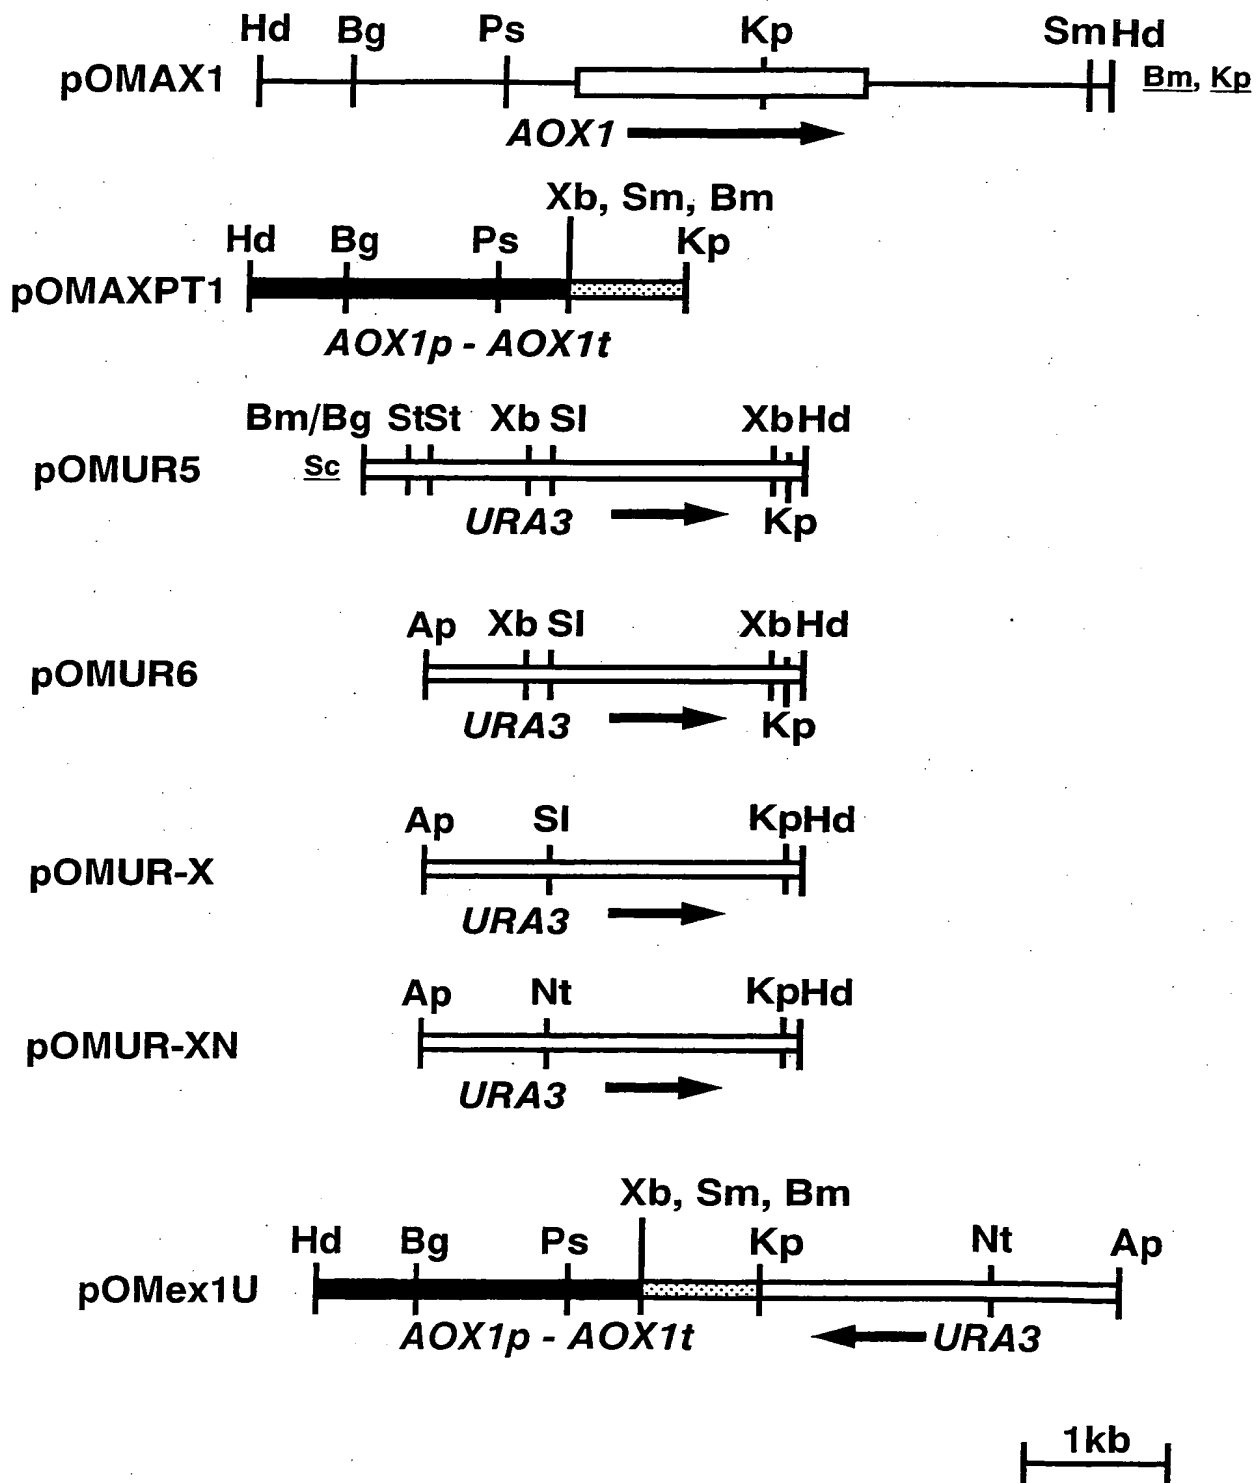 Hd Bg Ps Kp Sm Hd
pOMAX1 Bm, Kp
AOX1
Xb, Sm, Bm
Hd Bg Ps Kp
pOMAXPT1
AOX1p - AOX1t
Bm/Bg St St Xb Sl Xb Hd
pOMUR5 Sc
URA3 Kp
Ap Xb Sl Xb Hd
pOMUR6
URA3 Kp
Ap Sl Kp Hd
pOMUR-X
URA3
Ap Nt Kp Hd
pOMUR-XN
URA3
Xb, Sm, Bm
Hd Bg Ps Kp Nt Ap
pOMex1U
AOX1p - AOX1t URA3
1kb